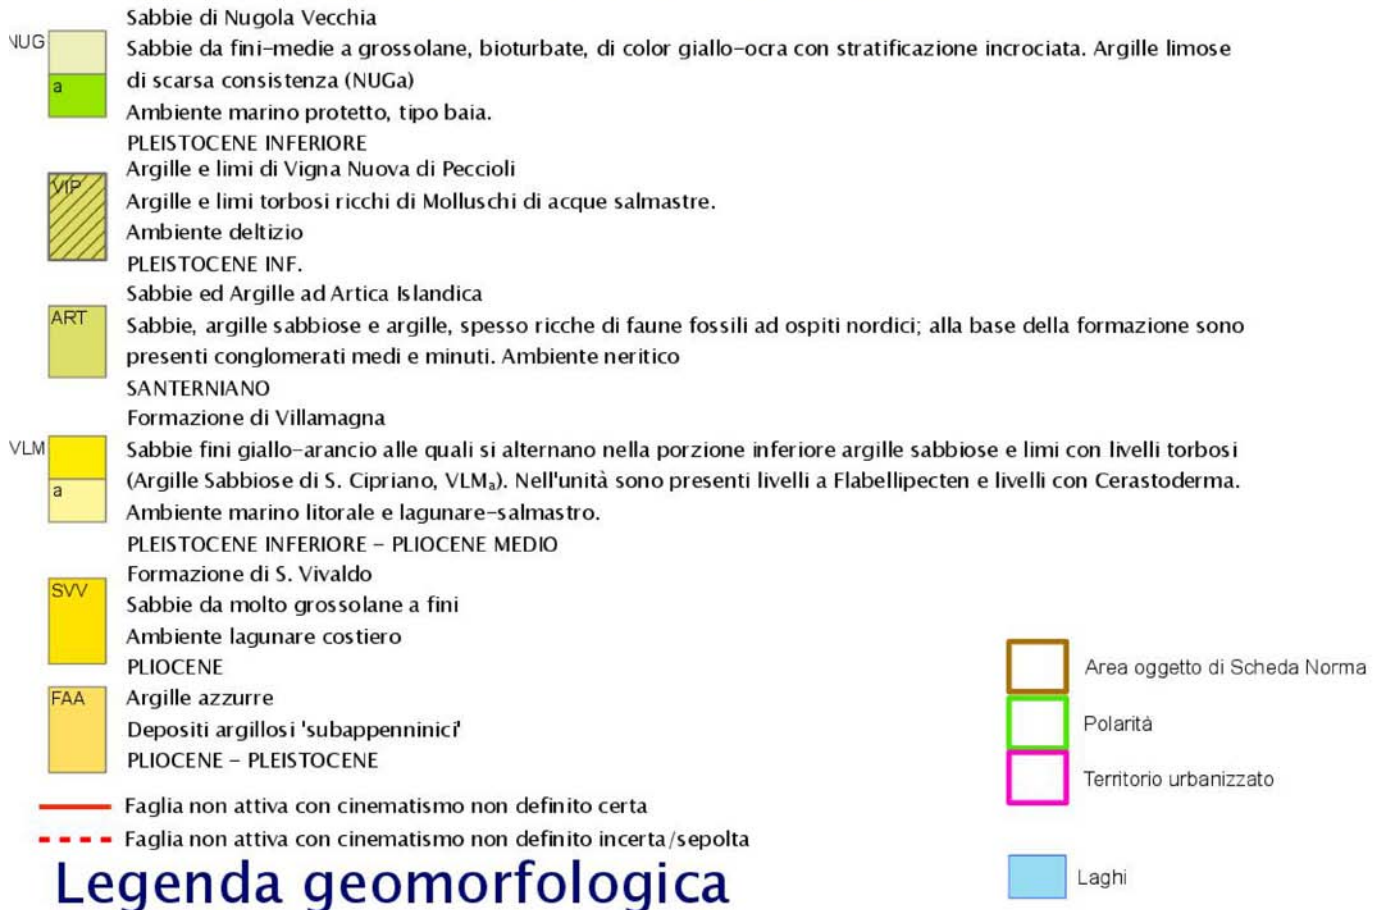 Sabbie di Nugola Vecchia
NUG
Sabbie da fini-medie a grossolane, bioturbate, di color giallo-ocra con stratificazione incrociata. Argille limose
a
di scarsa consistenza (NUGa)
Ambiente marino protetto, tipo baia.
PLEISTOCENE INFERIORE
Argille e limi di Vigna Nuova di Peccioli
VIP
Argille e limi torbosi ricchi di Molluschi di acque salmastre.
Ambiente deltizio
PLEISTOCENE INF.
Sabbie ed Argille ad Artica Islandica
ART
Sabbie, argille sabbiose e argille, spesso ricche di faune fossili ad ospiti nordici; alla base della formazione sono
presenti conglomerati medi e minuti. Ambiente neritico
SANTERNIANO
Formazione di Villamagna
VLM
Sabbie fini giallo-arancio alle quali si alternano nella porzione inferiore argille sabbiose e limi con livelli torbosi
a
(Argille Sabbiose di S. Cipriano, VLMₐ). Nell'unità sono presenti livelli a Flabellipecten e livelli con Cerastoderma.
Ambiente marino litorale e lagunare-salmastro.
PLEISTOCENE INFERIORE - PLIOCENE MEDIO
Formazione di S. Vivaldo
SVV
Sabbie da molto grossolane a fini
Ambiente lagunare costiero
PLIOCENE
FAA
Argille azzurre
Depositi argillosi 'subappenninici'
PLIOCENE - PLEISTOCENE
Faglia non attiva con cinematismo non definito certa
Faglia non attiva con cinematismo non definito incerta/sepolta
Legenda geomorfologica
Area oggetto di Scheda Norma
Polarità
Territorio urbanizzato
Laghi